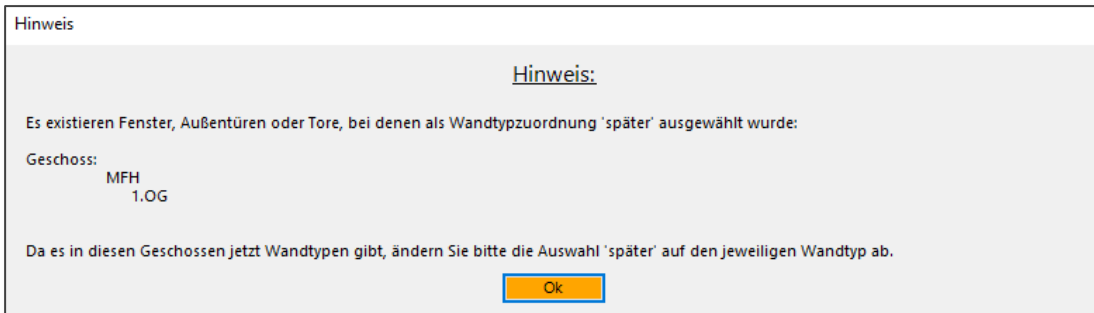 Hinweis
Hinweis:
Es existieren Fenster, Außentüren oder Tore, bei denen als Wandtypzuordnung 'später' ausgewählt wurde:
Geschoss:
MFH
1.OG
Da es in diesen Geschossen jetzt Wandtypen gibt, ändern Sie bitte die Auswahl 'später' auf den jeweiligen Wandtyp ab.
Ok